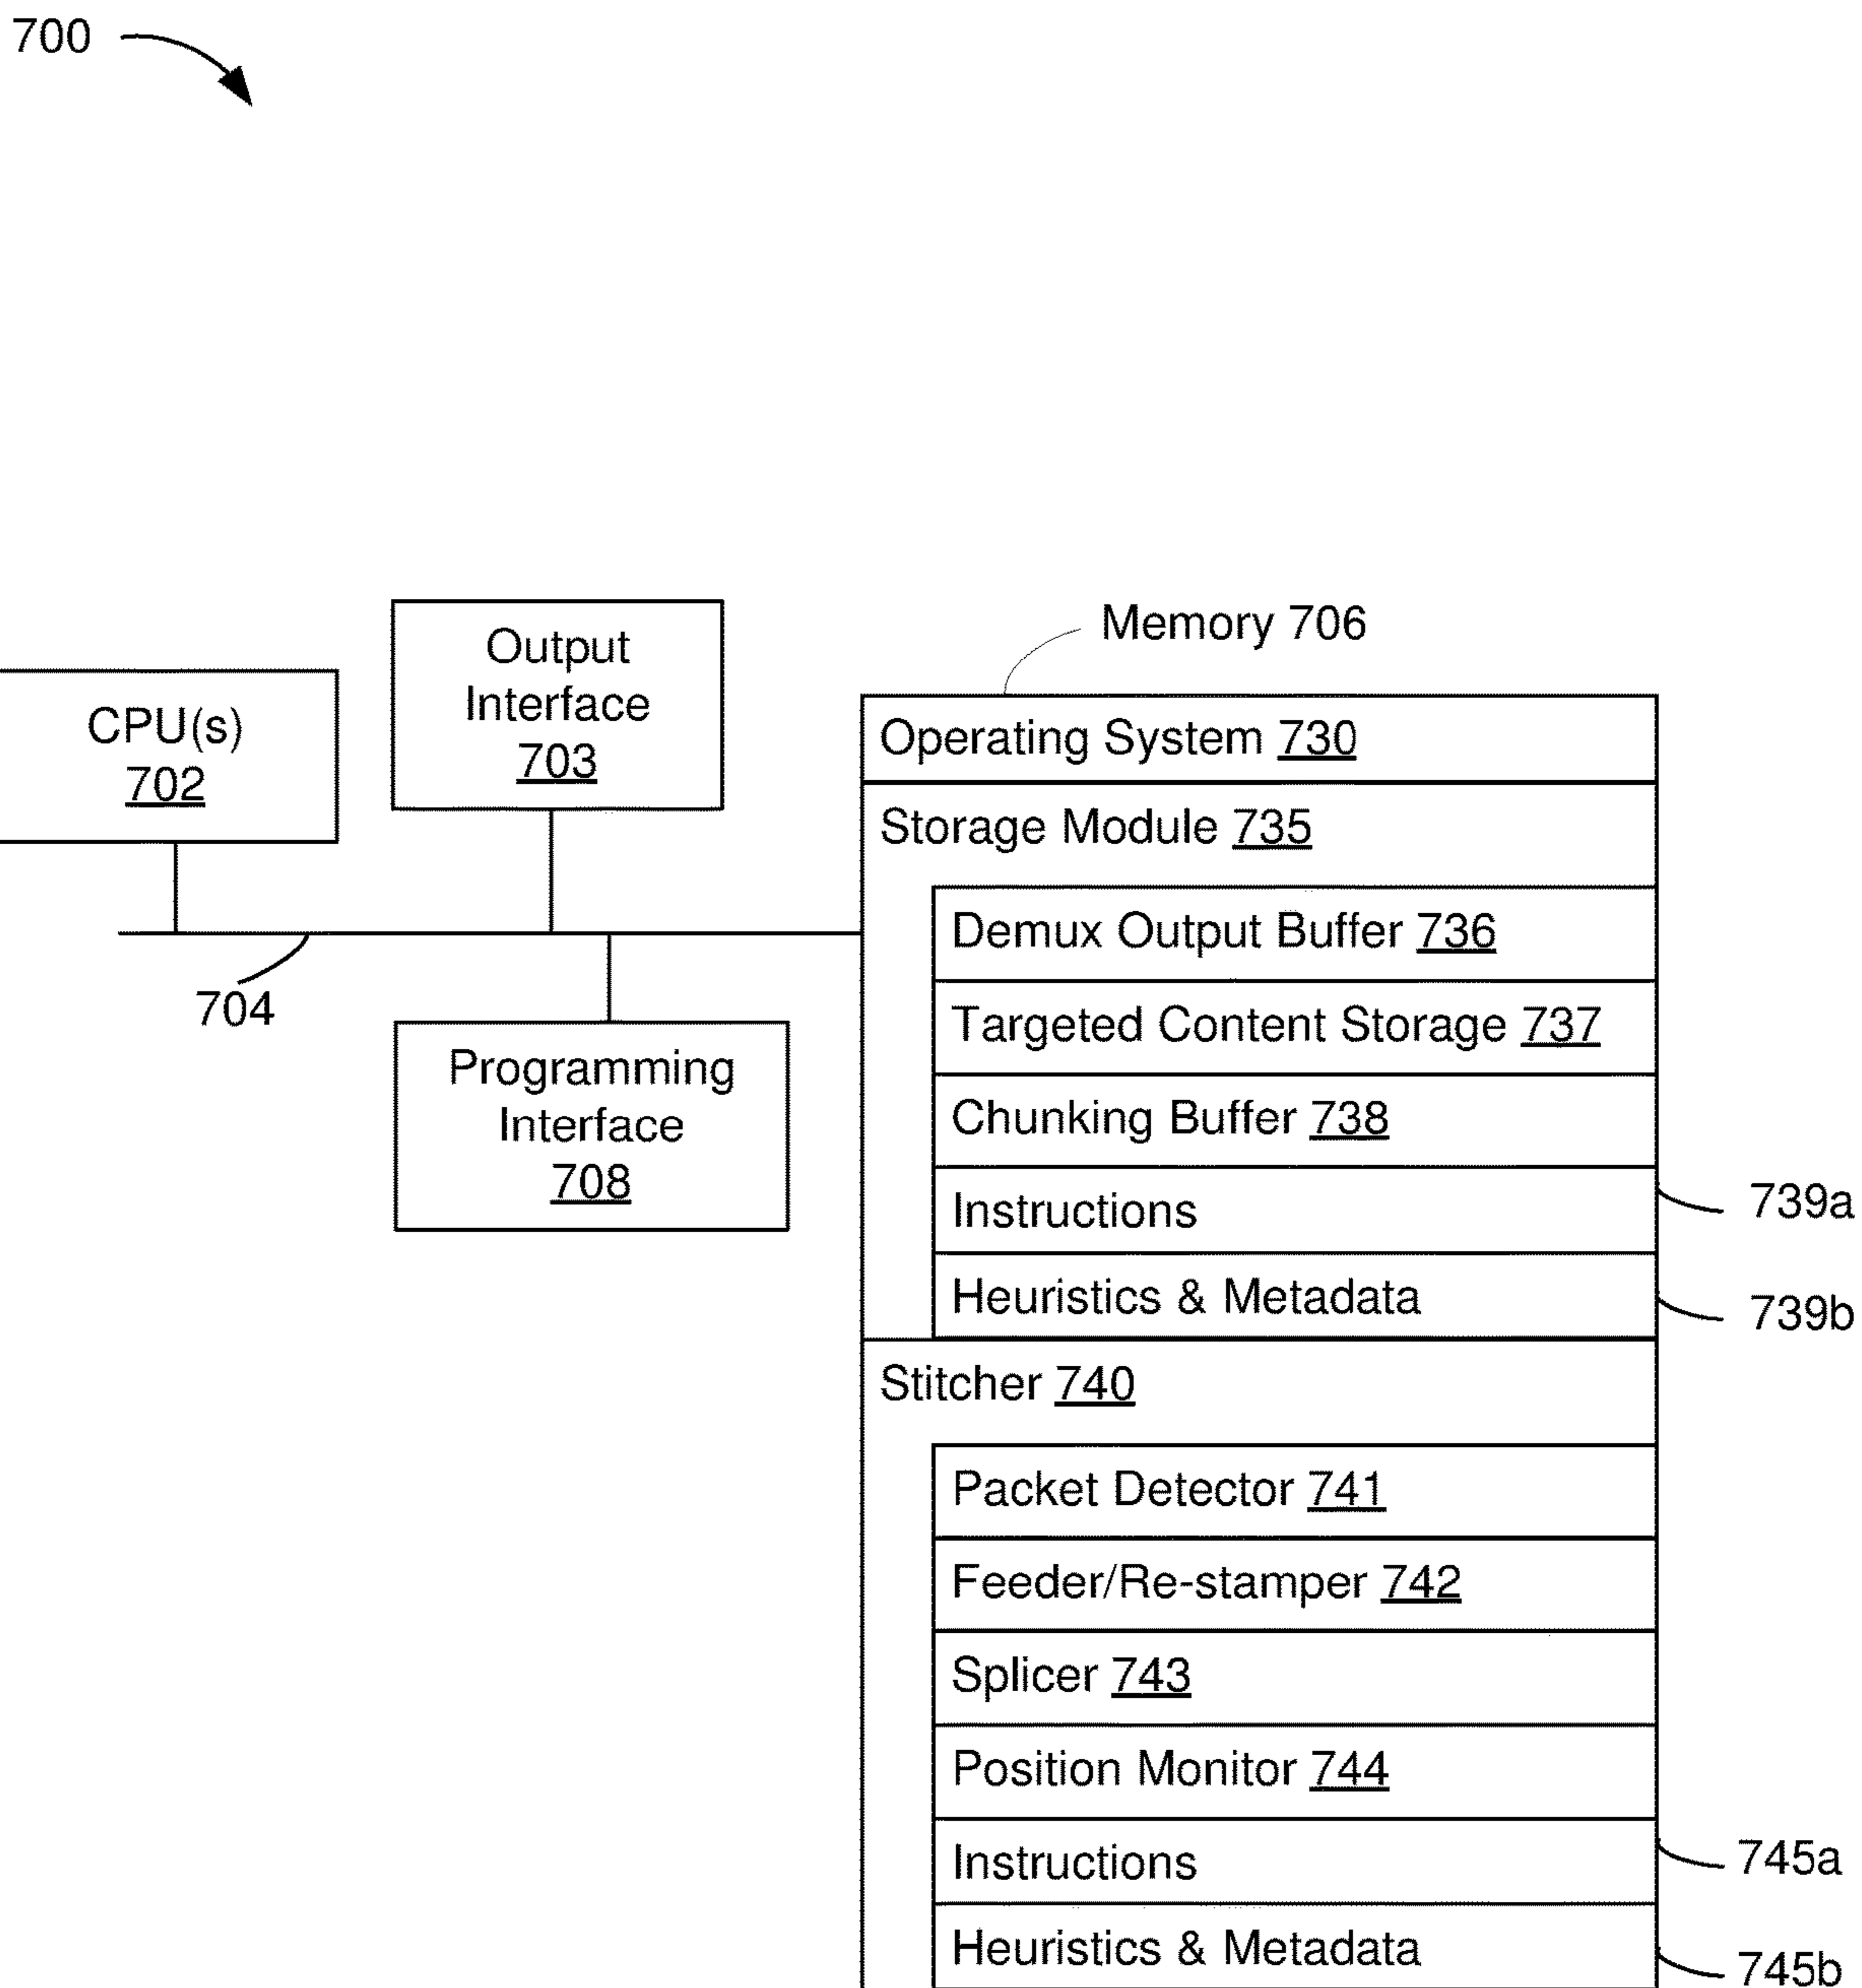 700
Output
Interface
703
Memory 706
CPU(s)
702
Operating System 730
Storage Module 735
Demux Output Buffer 736
704
Targeted Content Storage 737
Programming
Interface
708
Chunking Buffer 738
Instructions
739a
Heuristics & Metadata
739b
Stitcher 740
Packet Detector 741
Feeder/Re-stamper 742
Splicer 743
Position Monitor 744
Instructions
745a
Heuristics & Metadata
745b